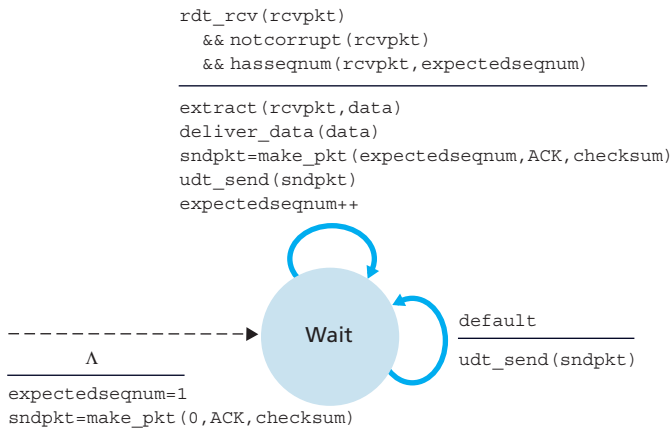 rdt_rcv(rcvpkt)
&& notcorrupt(rcvpkt)
&& hasseqnum(rcvpkt,expectedseqnum)
extract(rcvpkt,data)
deliver_data(data)
sndpkt=make_pkt(expectedseqnum,ACK,checksum)
udt_send(sndpkt)
expectedseqnum++
Wait
default
udt_send(sndpkt)
Λ
expectedseqnum=1
sndpkt=make_pkt(0,ACK,checksum)